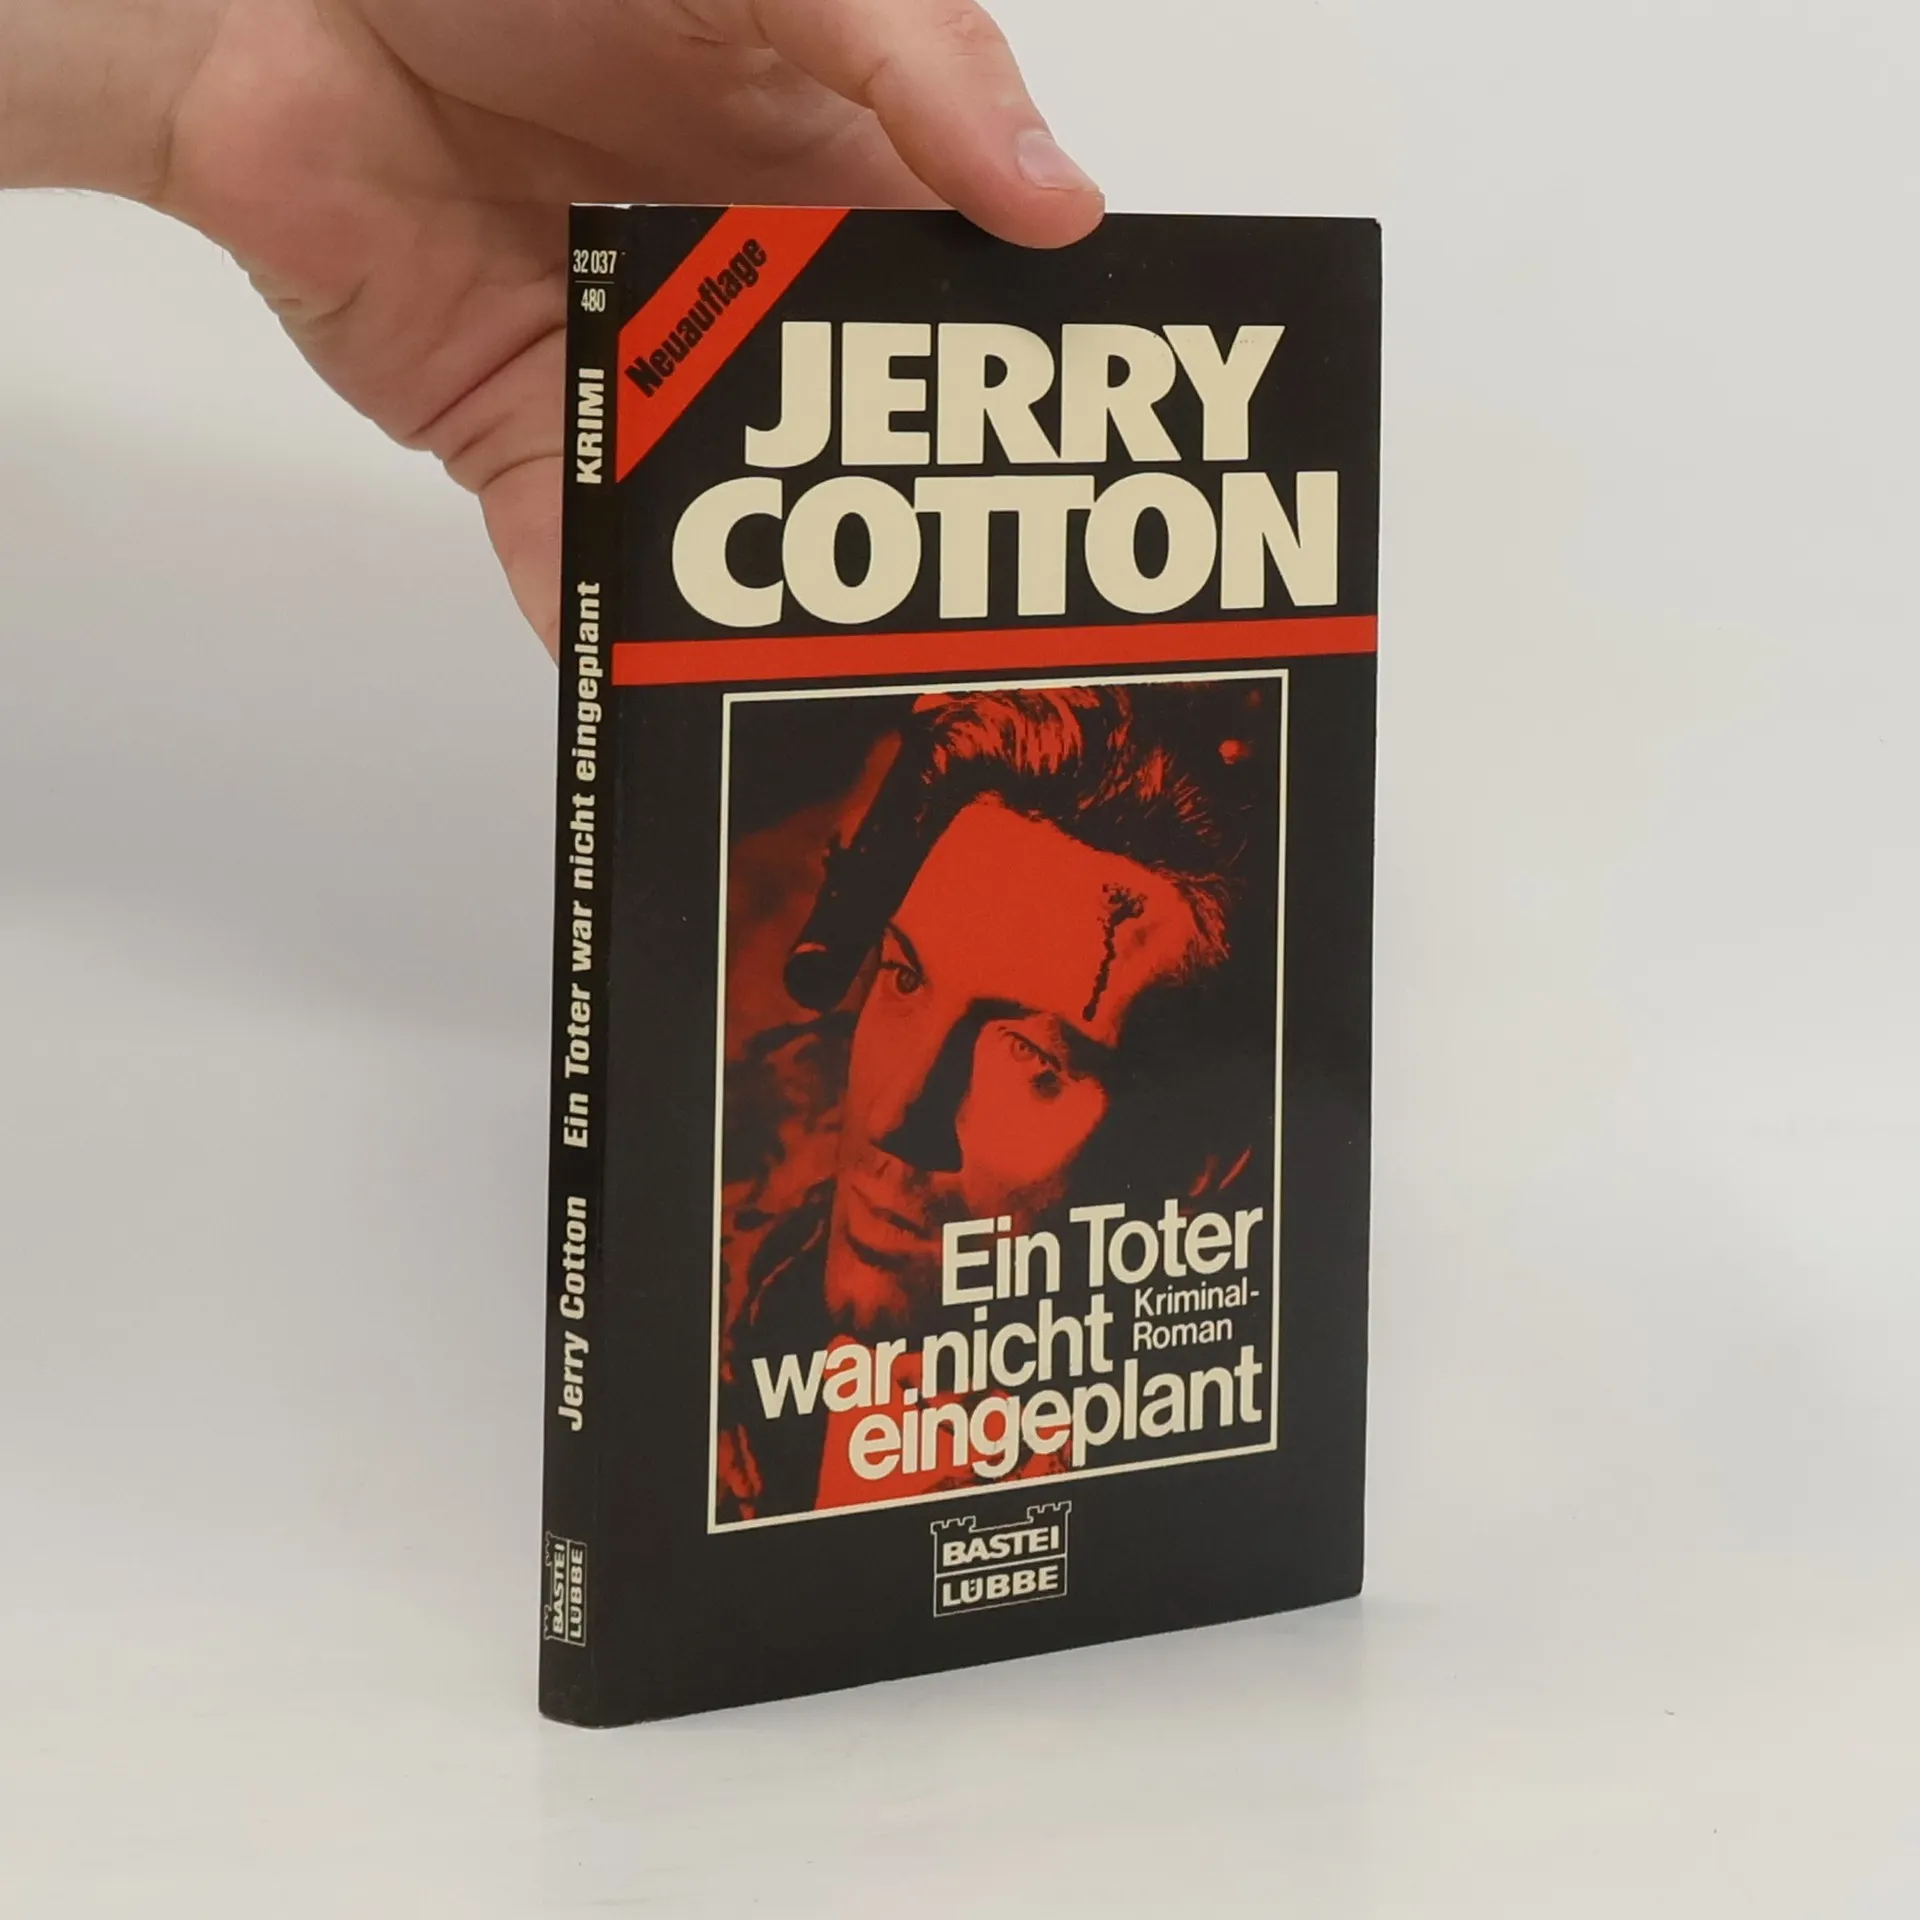 32 037
480
KRIMI
Ein Toter war nicht eingeplant
Jerry Cotton
BASTEI
LÜBBE
Neuauflage
JERRY
COTTON
Ein Toter
war nicht
Kriminal-
Roman
eingeplant
BASTEI
LÜBBE